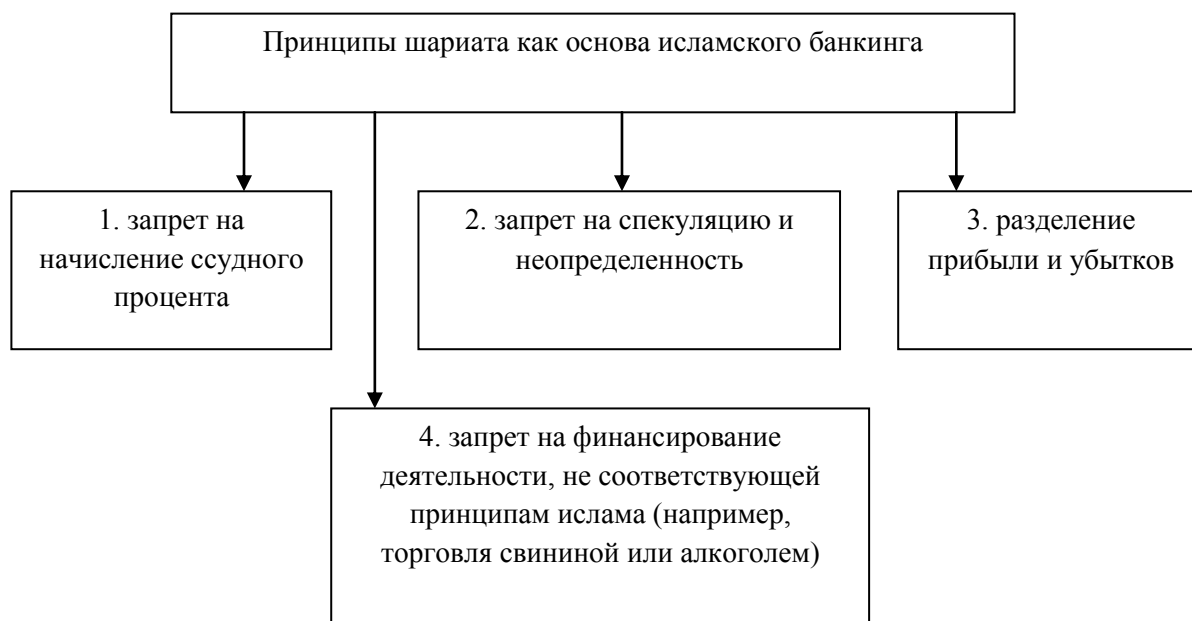 Принципы шариата как основа исламского банкинга
1. запрет на
начисление ссудного
процента
2. запрет на спекуляцию и
неопределенность
3. разделение
прибыли и убытков
4. запрет на финансирование
деятельности, не соответствующей
принципам ислама (например,
торговля свининой или алкоголем)